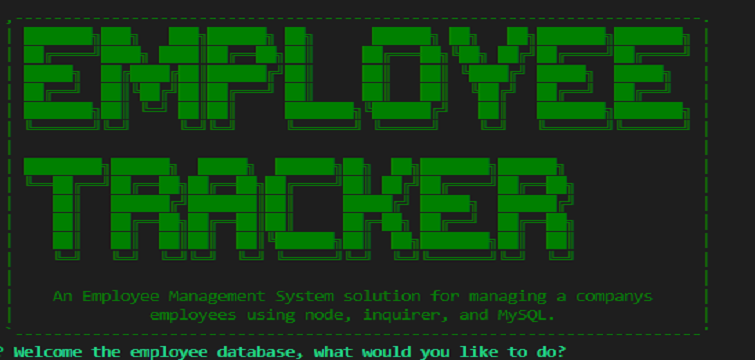 EMPLOYEE
TRACKER
An Employee Management System solution for managing a companys
employees using node, inquirer, and MySQL.
? Welcome the employee database, what would you like to do?